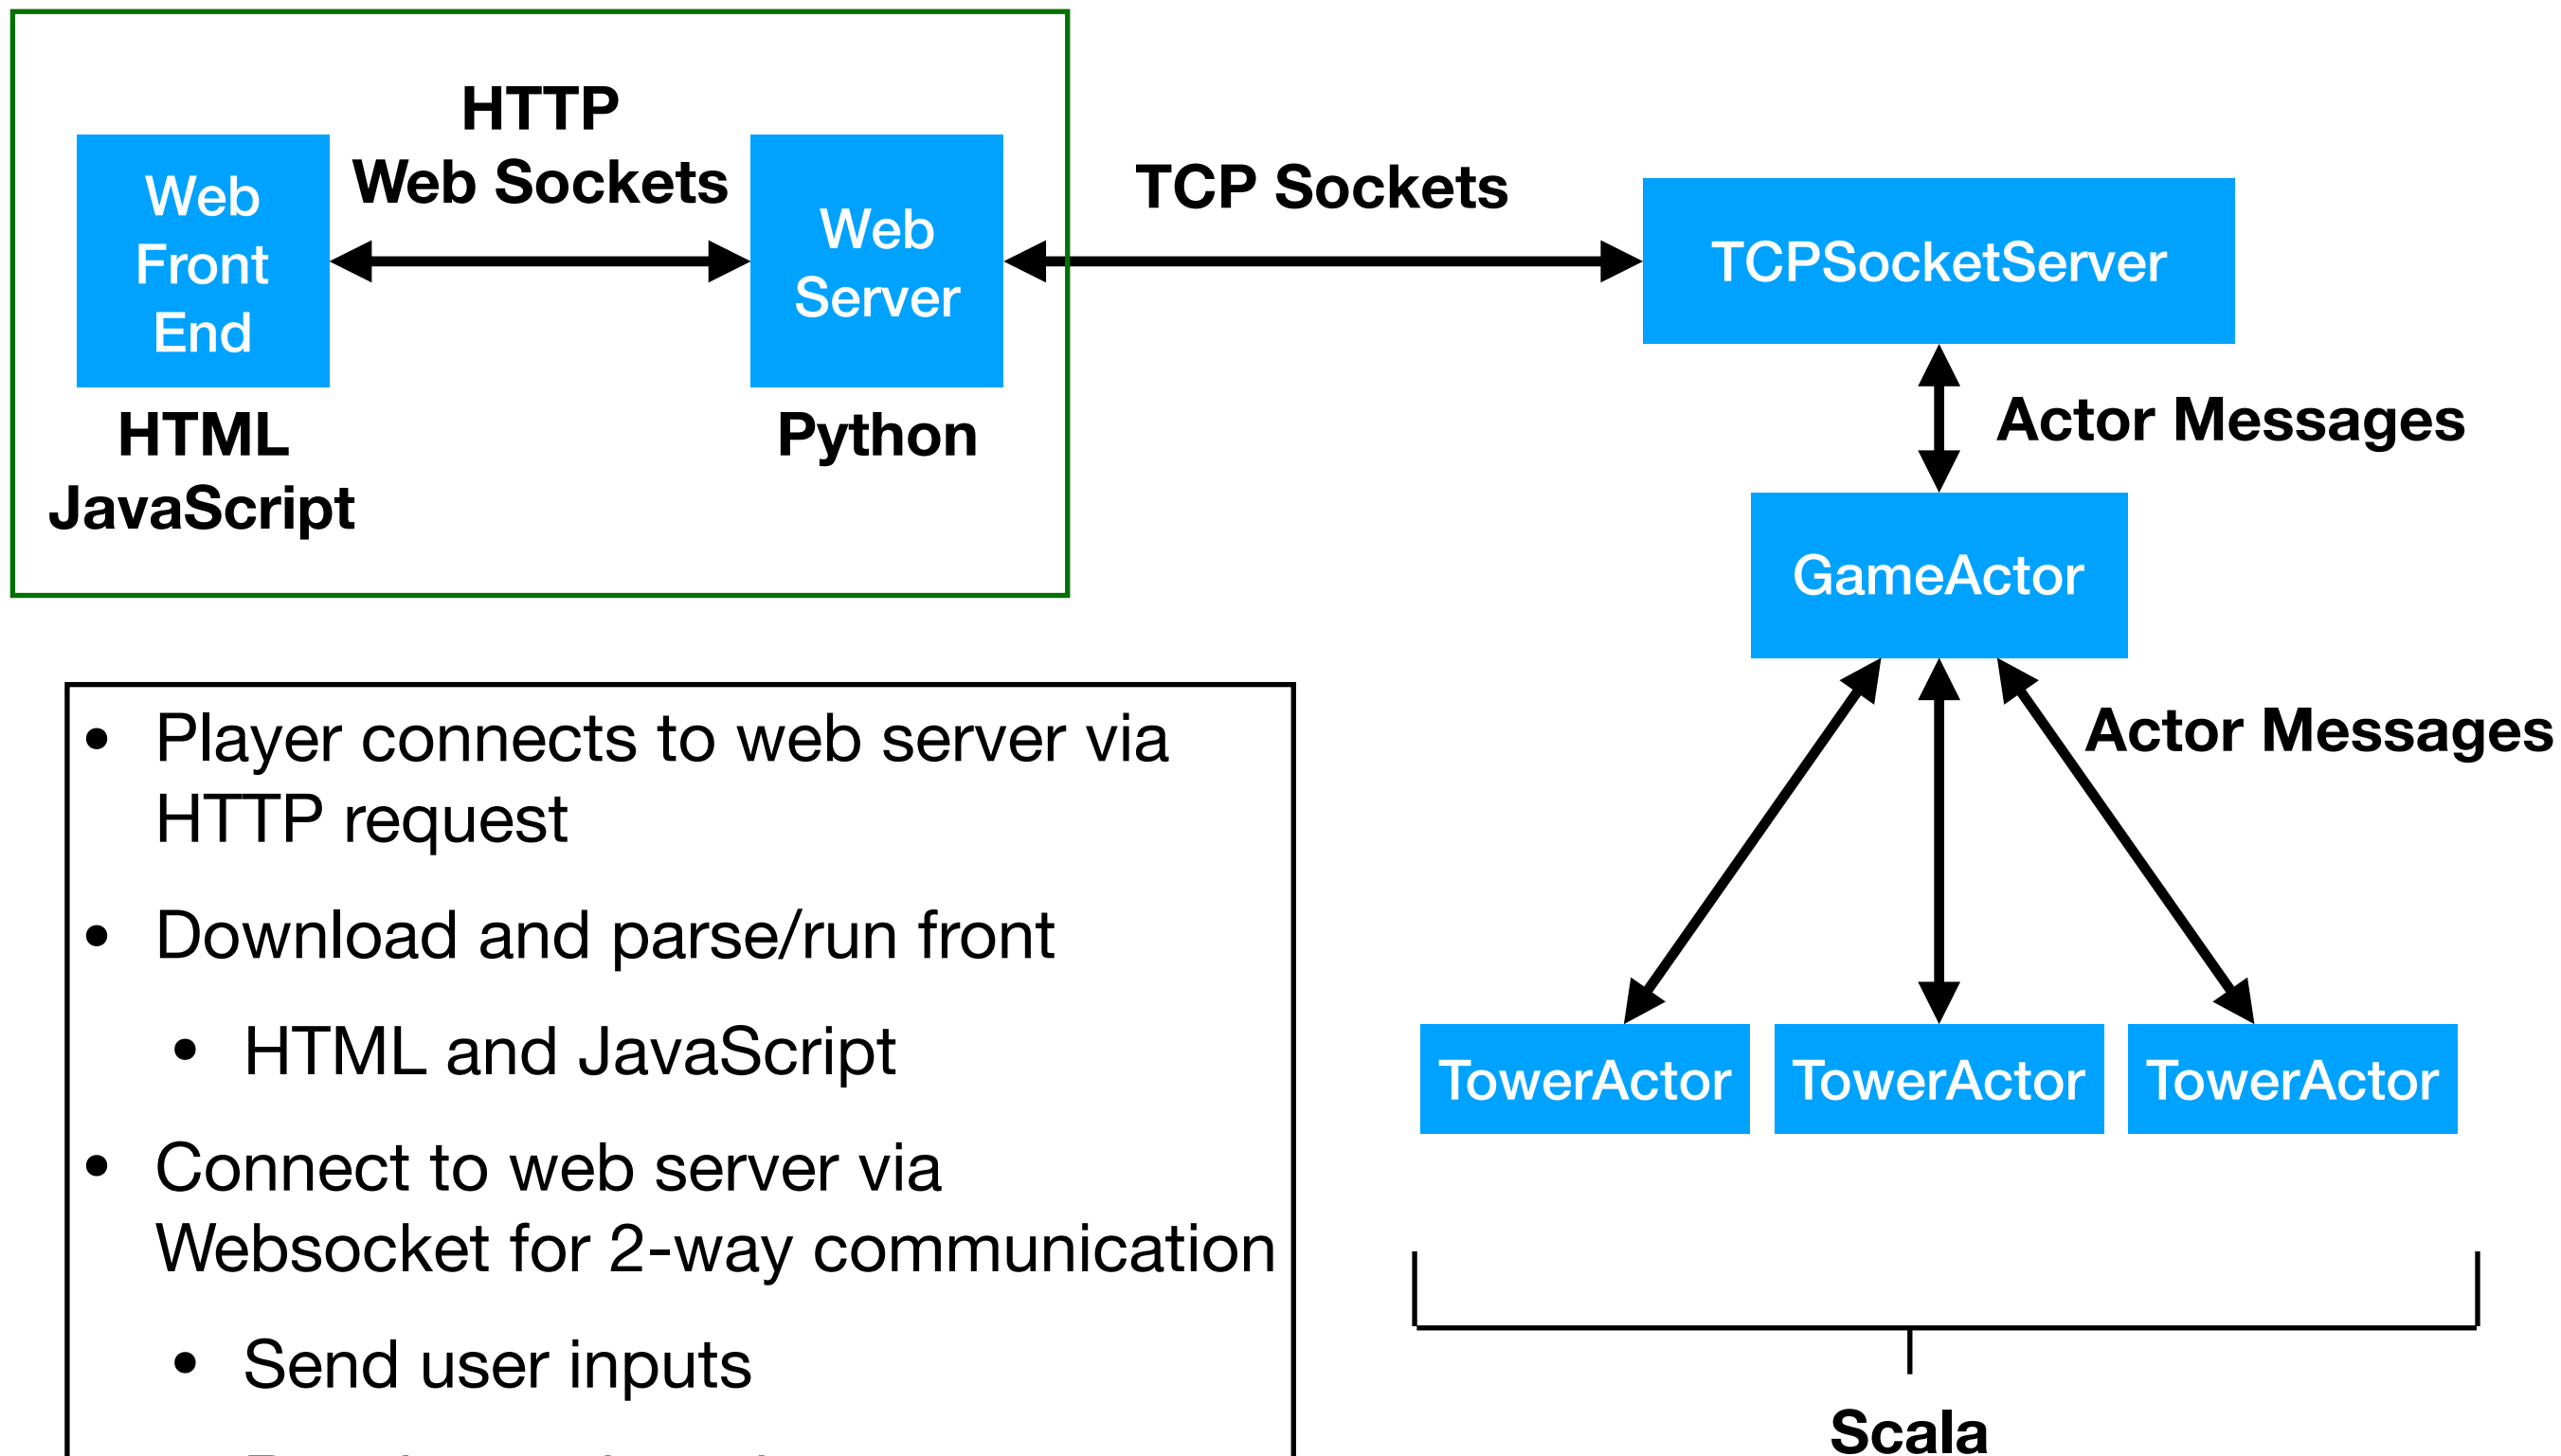 HTTP
Web Sockets
Web
Front
End
Web
Server
TCP Sockets
TCPSocketServer
HTML
JavaScript
Python
Actor Messages
GameActor
Actor Messages
TowerActor
TowerActor
TowerActor
Scala
• Player connects to web server via
HTTP request
• Download and parse/run front
• HTML and JavaScript
• Connect to web server via
Websocket for 2-way communication
• Send user inputs